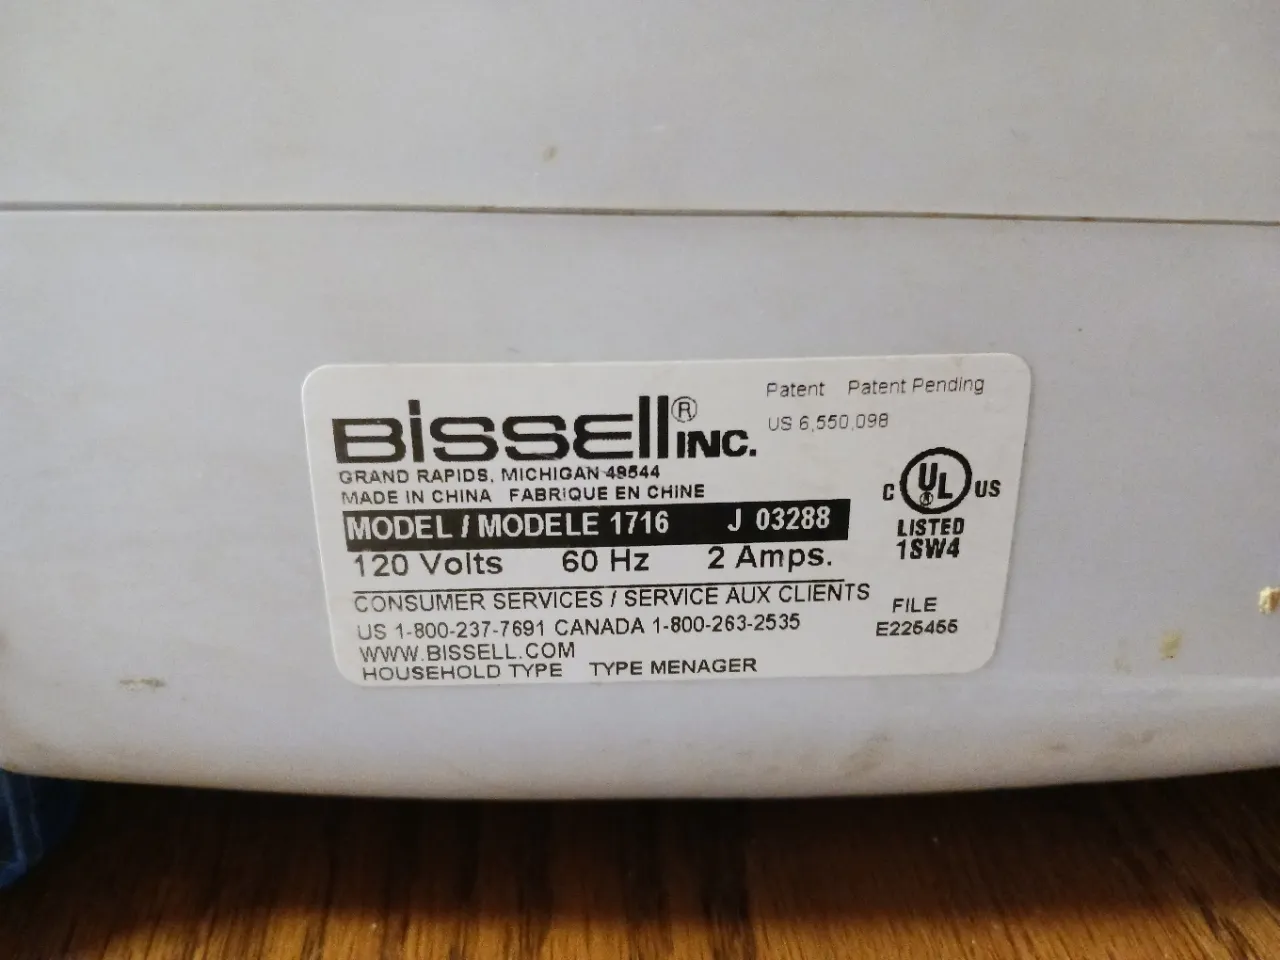 BISSELL® INC.
Patent Patent Pending
US 6,550,098
GRAND RAPIDS, MICHIGAN 49544
MADE IN CHINA FABRIQUE EN CHINE
MODEL / MODELE 1716 J 03288
120 Volts 60 Hz 2 Amps.
C UL ® US
LISTED
1SW4
CONSUMER SERVICES / SERVICE AUX CLIENTS
US 1-800-237-7691 CANADA 1-800-263-2535
WWW.BISSELL.COM
HOUSEHOLD TYPE TYPE MENAGER
FILE
E225455